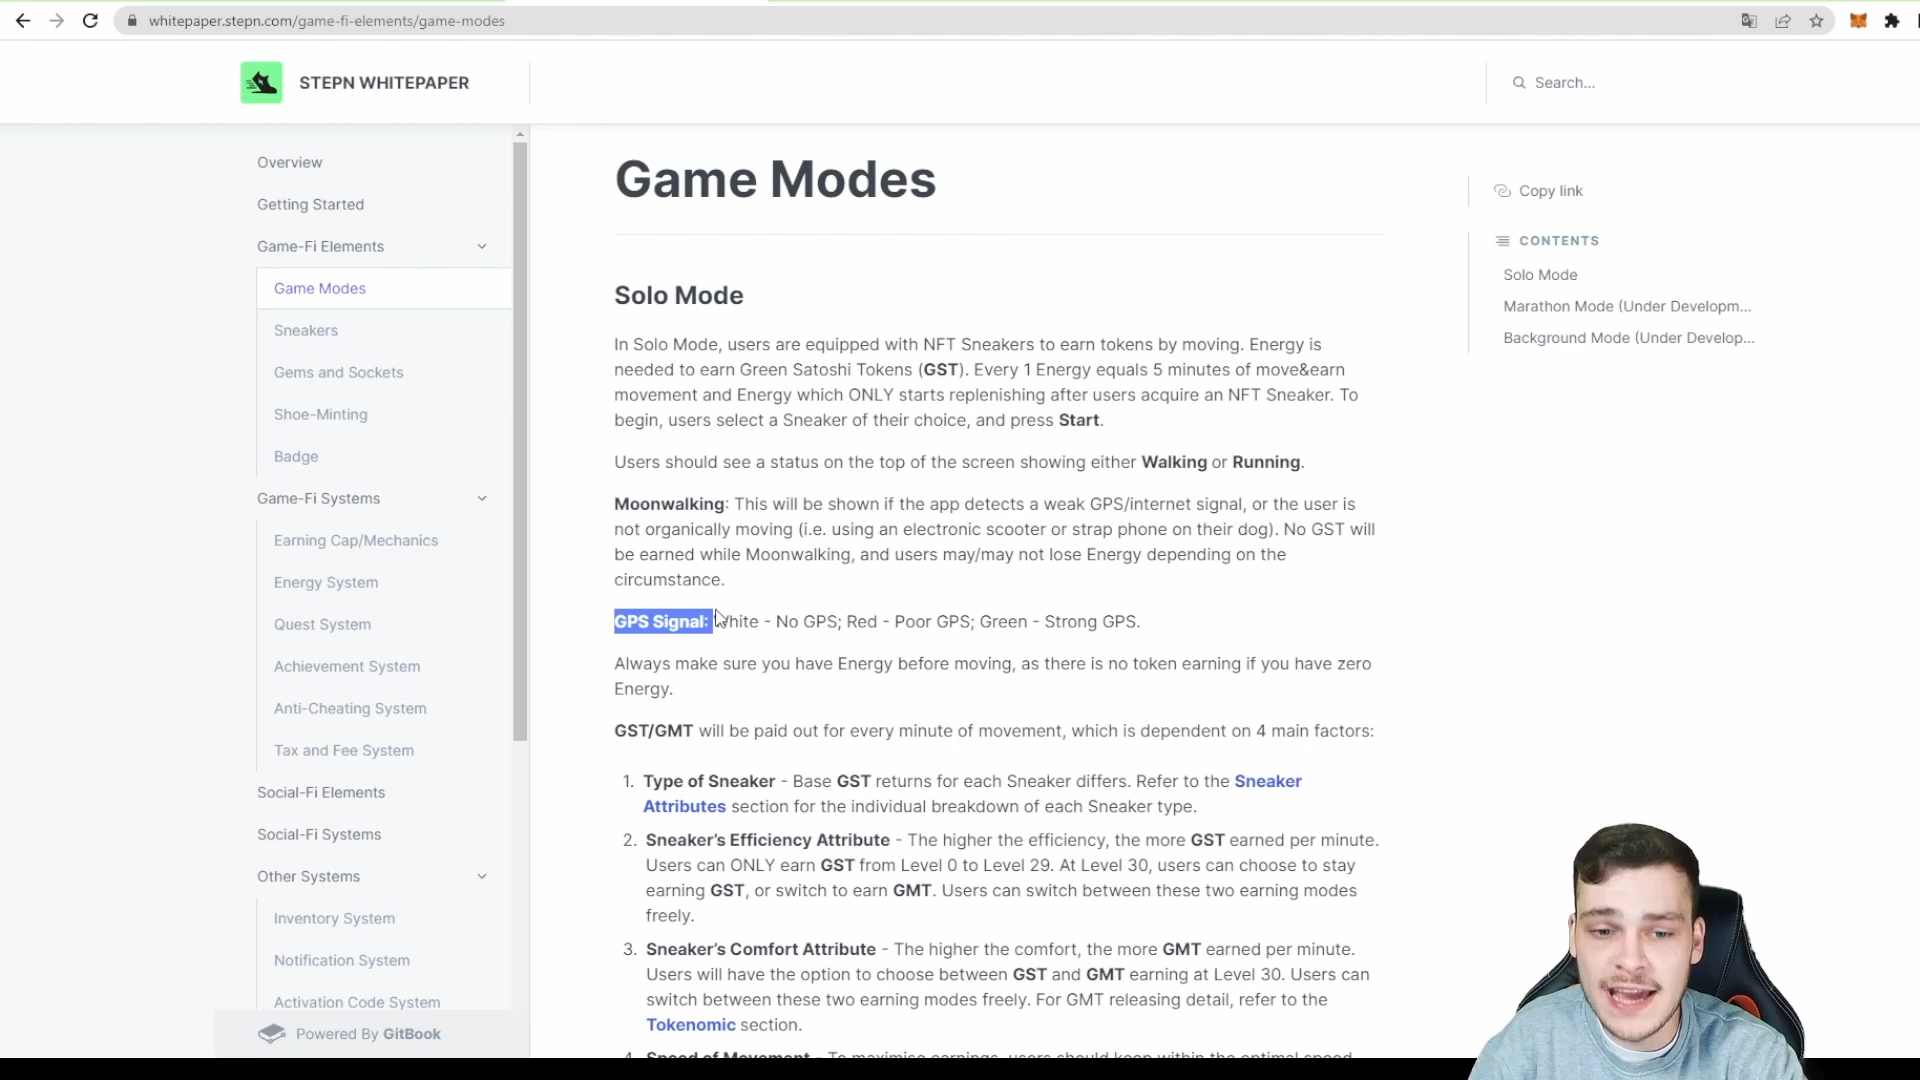 whitepaper.stepn.com/game-fi-elements/game-modes
STEPN WHITEPAPER
Search...
Overview
Getting Started
Game-Fi Elements
Game Modes
Sneakers
Gems and Sockets
Shoe-Minting
Badge
Game-Fi Systems
Earning Cap/Mechanics
Energy System
Quest System
Achievement System
Anti-Cheating System
Tax and Fee System
Social-Fi Elements
Social-Fi Systems
Other Systems
Inventory System
Notification System
Activation Code System
Powered By GitBook
Game Modes
Solo Mode
In Solo Mode, users are equipped with NFT Sneakers to earn tokens by moving. Energy is
needed to earn Green Satoshi Tokens (GST). Every 1 Energy equals 5 minutes of move&earn
movement and Energy which ONLY starts replenishing after users acquire an NFT Sneaker. To
begin, users select a Sneaker of their choice, and press Start.
Users should see a status on the top of the screen showing either Walking or Running.
Moonwalking: This will be shown if the app detects a weak GPS/internet signal, or the user is
not organically moving (i.e. using an electronic scooter or strap phone on their dog). No GST will
be earned while Moonwalking, and users may/may not lose Energy depending on the
circumstance.
GPS Signal: White - No GPS; Red - Poor GPS; Green - Strong GPS.
Always make sure you have Energy before moving, as there is no token earning if you have zero
Energy.
GST/GMT will be paid out for every minute of movement, which is dependent on 4 main factors:
1. Type of Sneaker - Base GST returns for each Sneaker differs. Refer to the Sneaker
Attributes section for the individual breakdown of each Sneaker type.
2. Sneaker's Efficiency Attribute - The higher the efficiency, the more GST earned per minute.
Users can ONLY earn GST from Level 0 to Level 29. At Level 30, users can choose to stay
earning GST, or switch to earn GMT. Users can switch between these two earning modes
freely.
3. Sneaker's Comfort Attribute - The higher the comfort, the more GMT earned per minute.
Users will have the option to choose between GST and GMT earning at Level 30. Users can
switch between these two earning modes freely. For GMT releasing detail, refer to the
Tokenomic section.
4. Speed of Movement - To maximise earnings, users should keep within the optimal speed
Copy link
CONTENTS
Solo Mode
Marathon Mode (Under Developm...
Background Mode (Under Develop...